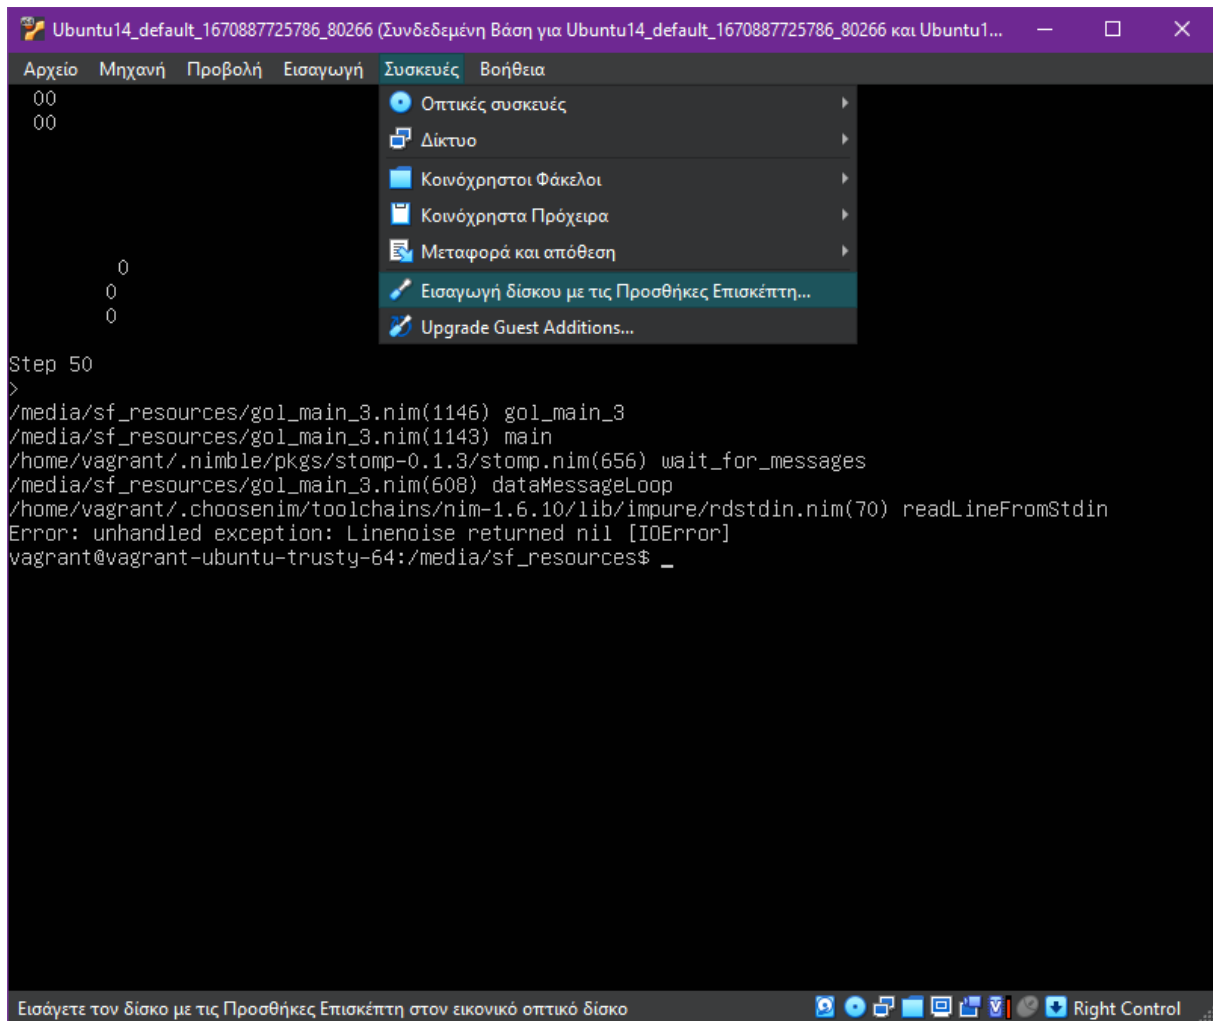 Ubuntu14_default_1670887725786_80266 (Συνδεδεμένη Βάση για Ubuntu14_default_1670887725786_80266 και Ubuntu1...
Αρχείο Μηχανή Προβολή Εισαγωγή Συσκευές Βοήθεια
OO
OO
Οπτικές συσκευές
Δίκτυο
Κοινόχρηστοι Φάκελοι
Κοινόχρηστα Πρόχειρα
Μεταφορά και απόθεση
Εισαγωγή δίσκου με τις Προσθήκες Επισκέπτη...
Upgrade Guest Additions...
O
O
O
Step 50
>
/media/sf_resources/gol_main_3.nim(1146) gol_main_3
/media/sf_resources/gol_main_3.nim(1143) main
/home/vagrant/.nimble/pkgs/stomp-0.1.3/stomp.nim(656) wait_for_messages
/media/sf_resources/gol_main_3.nim(608) dataMessageLoop
/home/vagrant/.choosenim/toolchains/nim-1.6.10/lib/impure/rdstdin.nim(70) readLineFromStdin
Error: unhandled exception: Linenoise returned nil [IOError]
vagrant@vagrant-ubuntu-trusty-64:/media/sf_resources$ _
Εισάγετε τον δίσκο με τις Προσθήκες Επισκέπτη στον εικονικό οπτικό δίσκο
Right Control